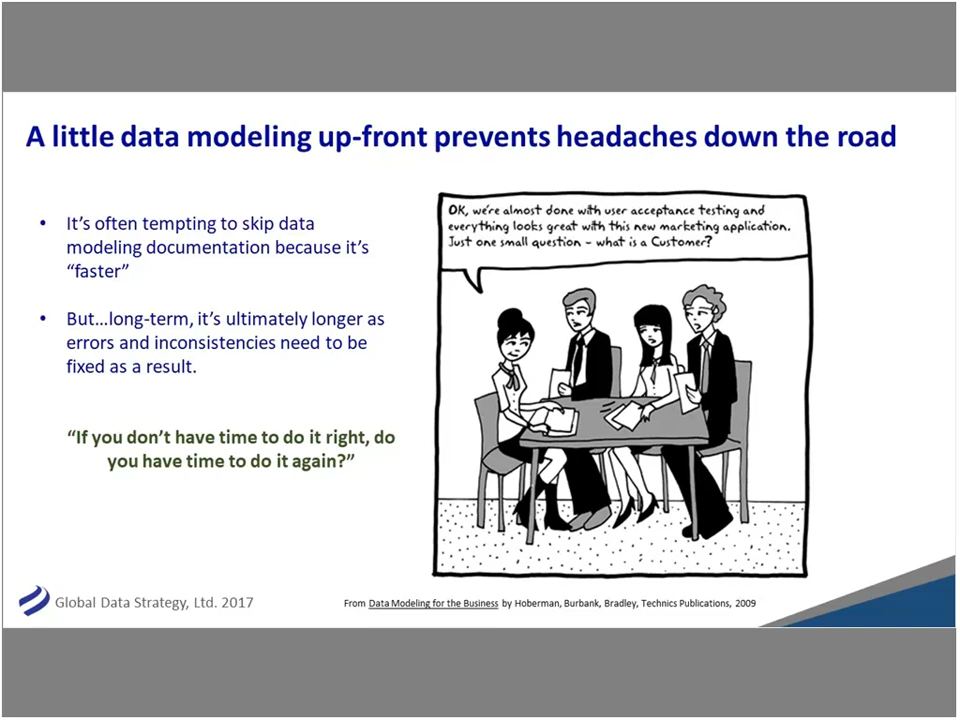 A little data modeling up-front prevents headaches down the road
• It's often tempting to skip data
modeling documentation because it's
"faster"
• But...long-term, it's ultimately longer as
errors and inconsistencies need to be
fixed as a result.
"If you don't have time to do it right, do
you have time to do it again?"
OK, we're almost done with user acceptance testing and
everything looks great with this new marketing application.
Just one small question - what is a Customer?
Global Data Strategy, Ltd. 2017
From Data Modeling for the Business by Hoberman, Burbank, Bradley, Technics Publications, 2009